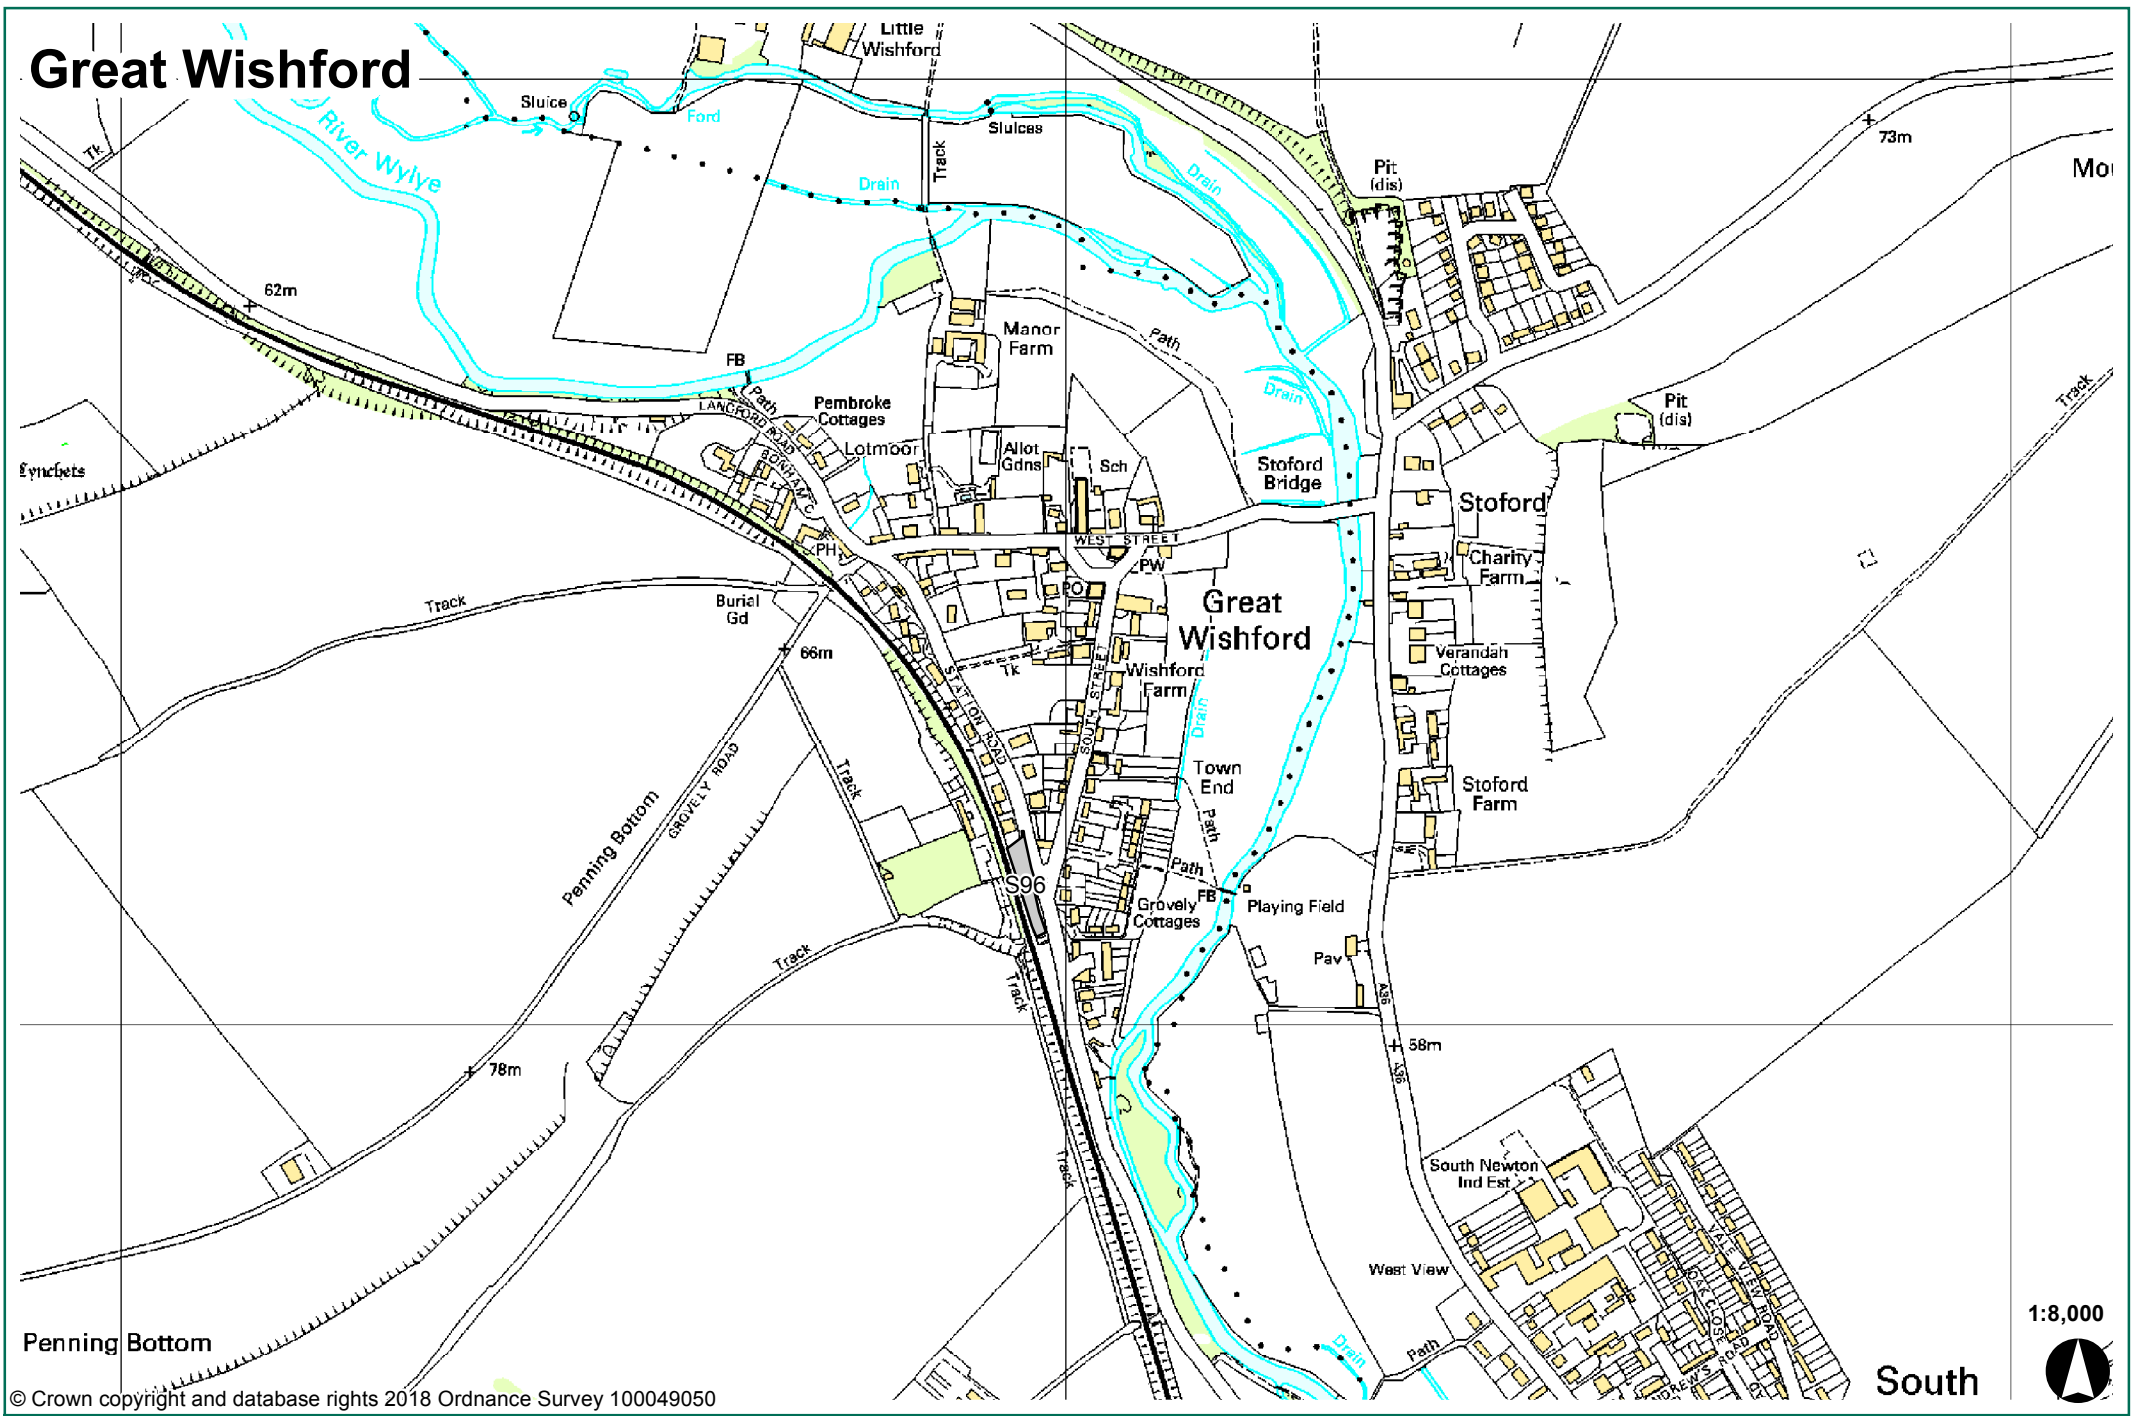 Great Wishford
Little
Wishford
Sluice
Ford
Sluices
River Wylye
Tk
Track
Drain
Drain
73m
Pit
(dis)
62m
Manor
Farm
Path
FB
Path
LANGFORD ROAD
Pembroke
Cottages
Drain
Pit
(dis)
Track
Lynchets
BONHAM C
Lotmoor
Allot
Gdns
Sch
Stoford
Bridge
Stoford
PH
WEST STREET
PW
PO
Charity
Farm
Track
Burial
Gd
Great
Wishford
66m
Tk
STATION ROAD
SOUTH STREET
Wishford
Farm
Drain
Verandah
Cottages
GROVELY ROAD
Track
Town
End
Stoford
Farm
Penning Bottom
Path
Path
S96
FB
Grovely
Cottages
Playing Field
Track
Track
Pav
A36
58m
A36
78m
Track
South Newton
Ind Est
VALE VIEW ROAD
West View
1:8,000
Penning Bottom
Drain
Path
South
© Crown copyright and database rights 2018 Ordnance Survey 100049050